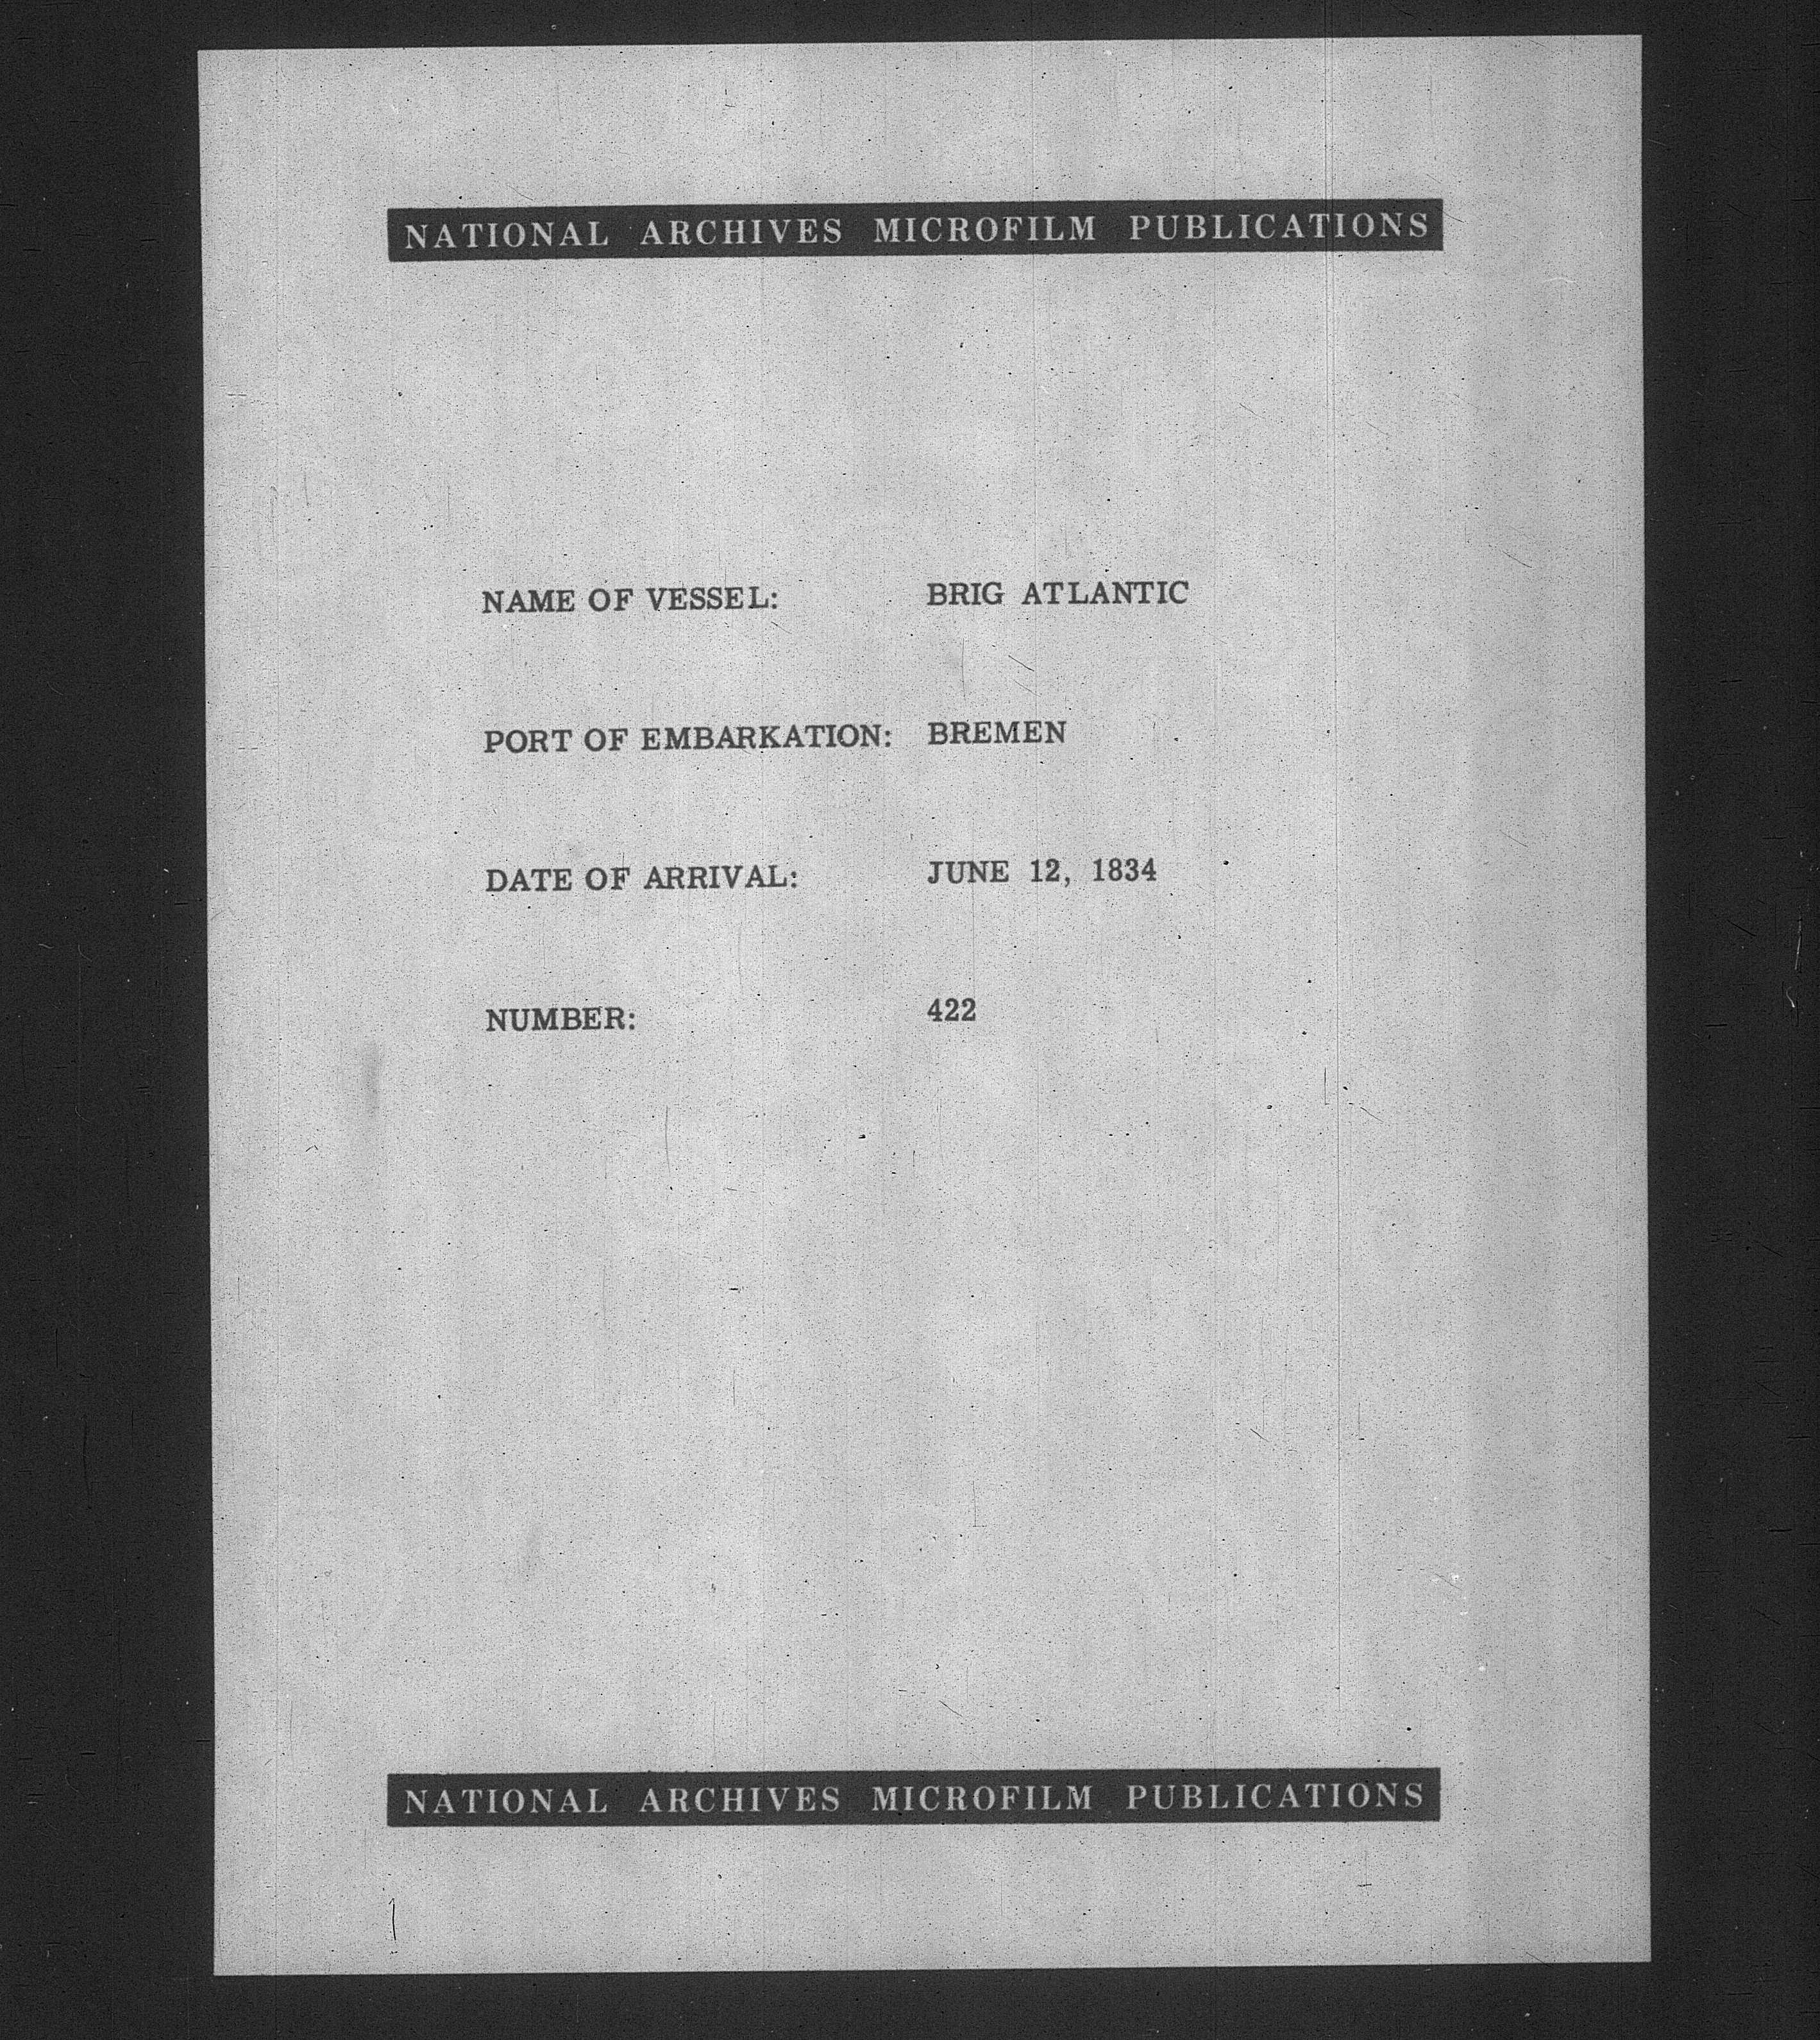 NATIONAL ARCHIVES MICROFILM PUBLICATIONS
NAME OF VESSEL: BRIG ATLANTIC
PORT OF EMBARKATION: BREMEN
DATE OF ARRIVAL: JUNE 12, 1834
NUMBER: 422
NATIONAL ARCHIVES MICROFILM PUBLICATIONS